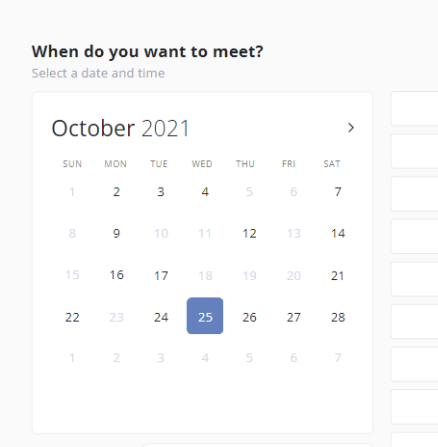 When do you want to meet?
Select a date and time
October 2021
SUN MON TUE WED THU FRI SAT
1 2 3 4 5 6 7
8 9 10 11 12 13 14
15 16 17 18 19 20 21
22 23 24 25 26 27 28
1 2 3 4 5 6 7